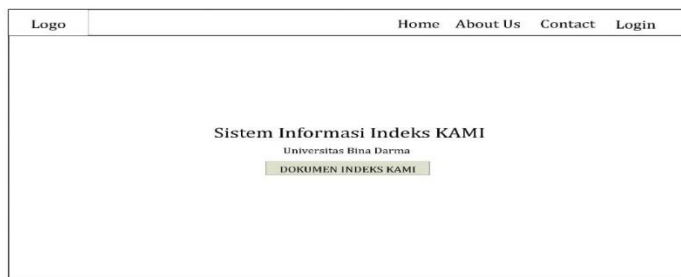 Logo Home About Us Contact Login
Sistem Informasi Indeks KAMI
Universitas Bina Darma
DOKUMEN INDEKS KAMI